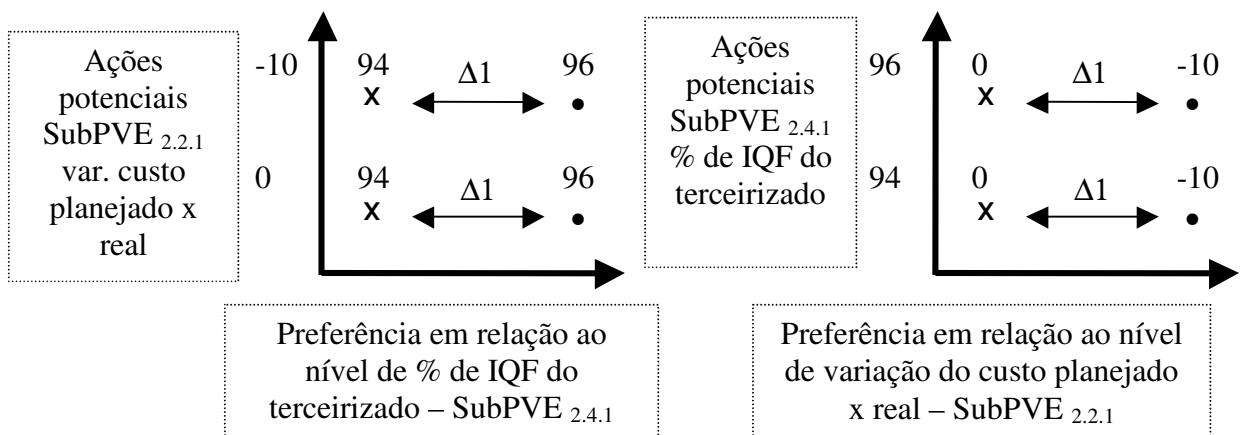 Ações
potenciais
SubPVE 2.2.1
var. custo
planejado x
real
-10
94
x
Δ1
96
0
94
x
Δ1
96
Preferência em relação ao
nível de % de IQF do
terceirizado – SubPVE 2.4.1
Ações
potenciais
SubPVE 2.4.1
% de IQF do
terceirizado
96
0
x
Δ1
-10
94
0
x
Δ1
-10
Preferência em relação ao nível
de variação do custo planejado
x real – SubPVE 2.2.1